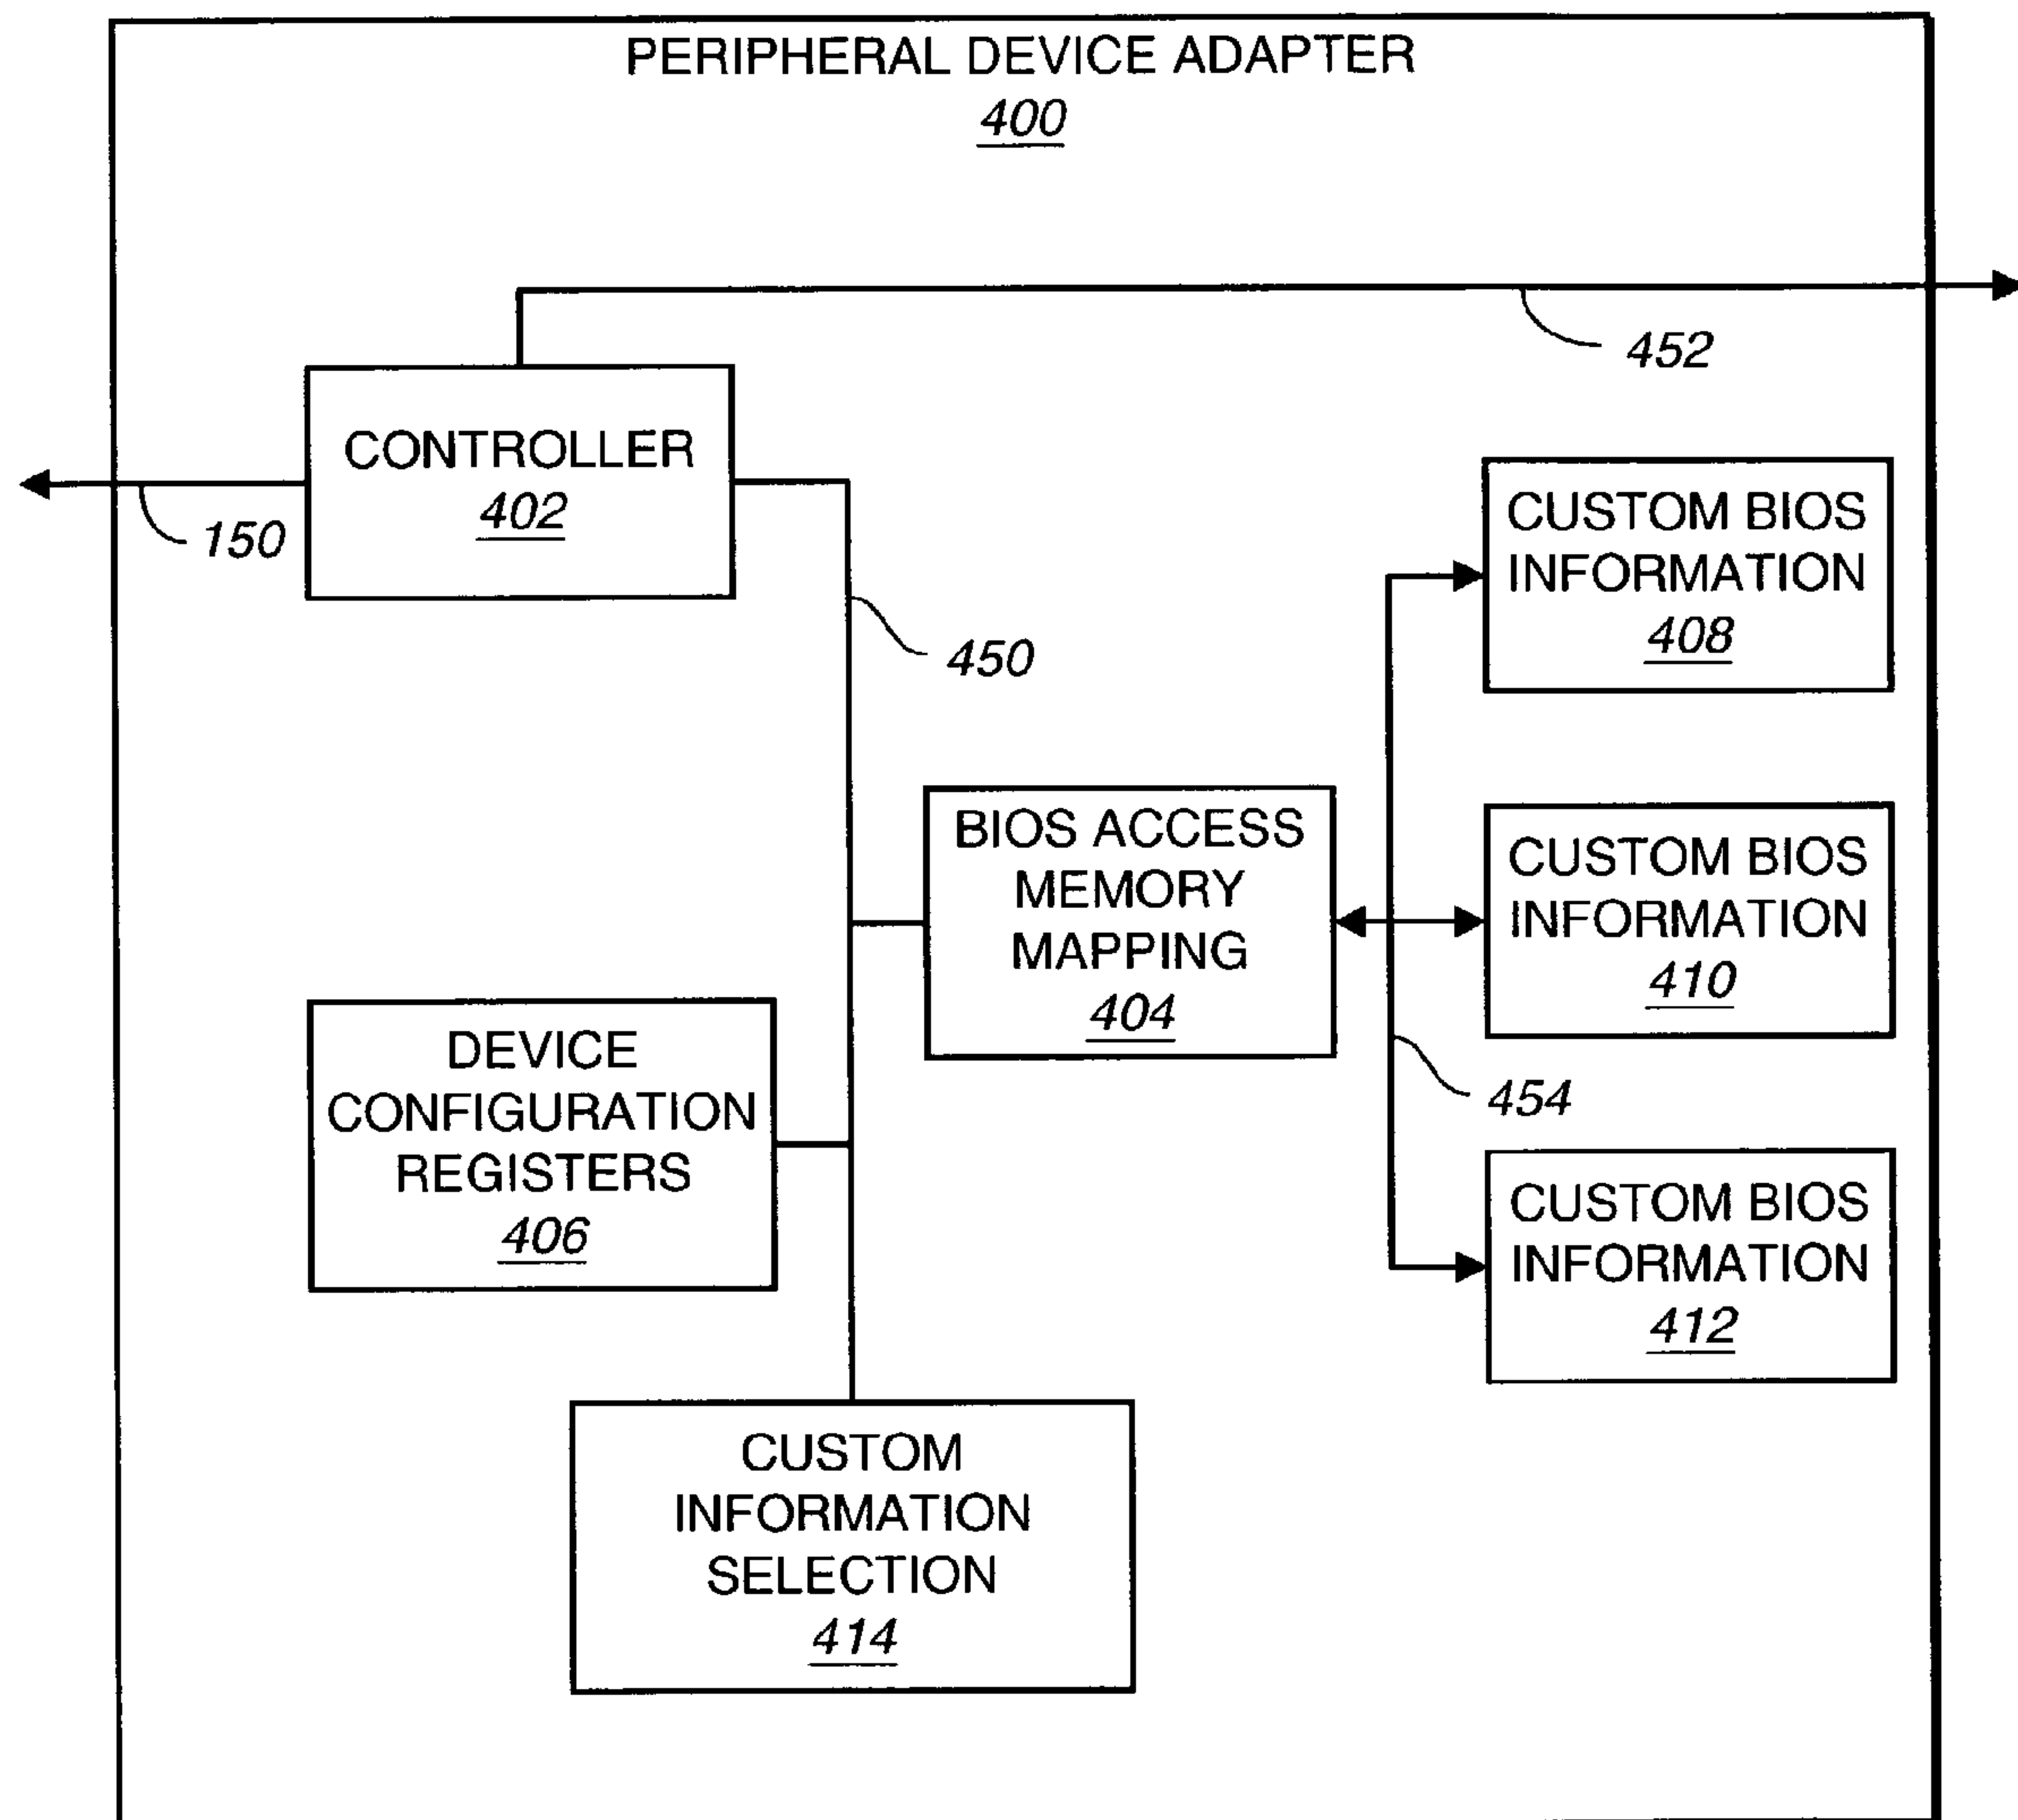 PERIPHERAL DEVICE ADAPTER
400
452
CONTROLLER
402
150
450
CUSTOM BIOS
INFORMATION
408
BIOS ACCESS
MEMORY
MAPPING
404
CUSTOM BIOS
INFORMATION
410
454
DEVICE
CONFIGURATION
REGISTERS
406
CUSTOM BIOS
INFORMATION
412
CUSTOM
INFORMATION
SELECTION
414